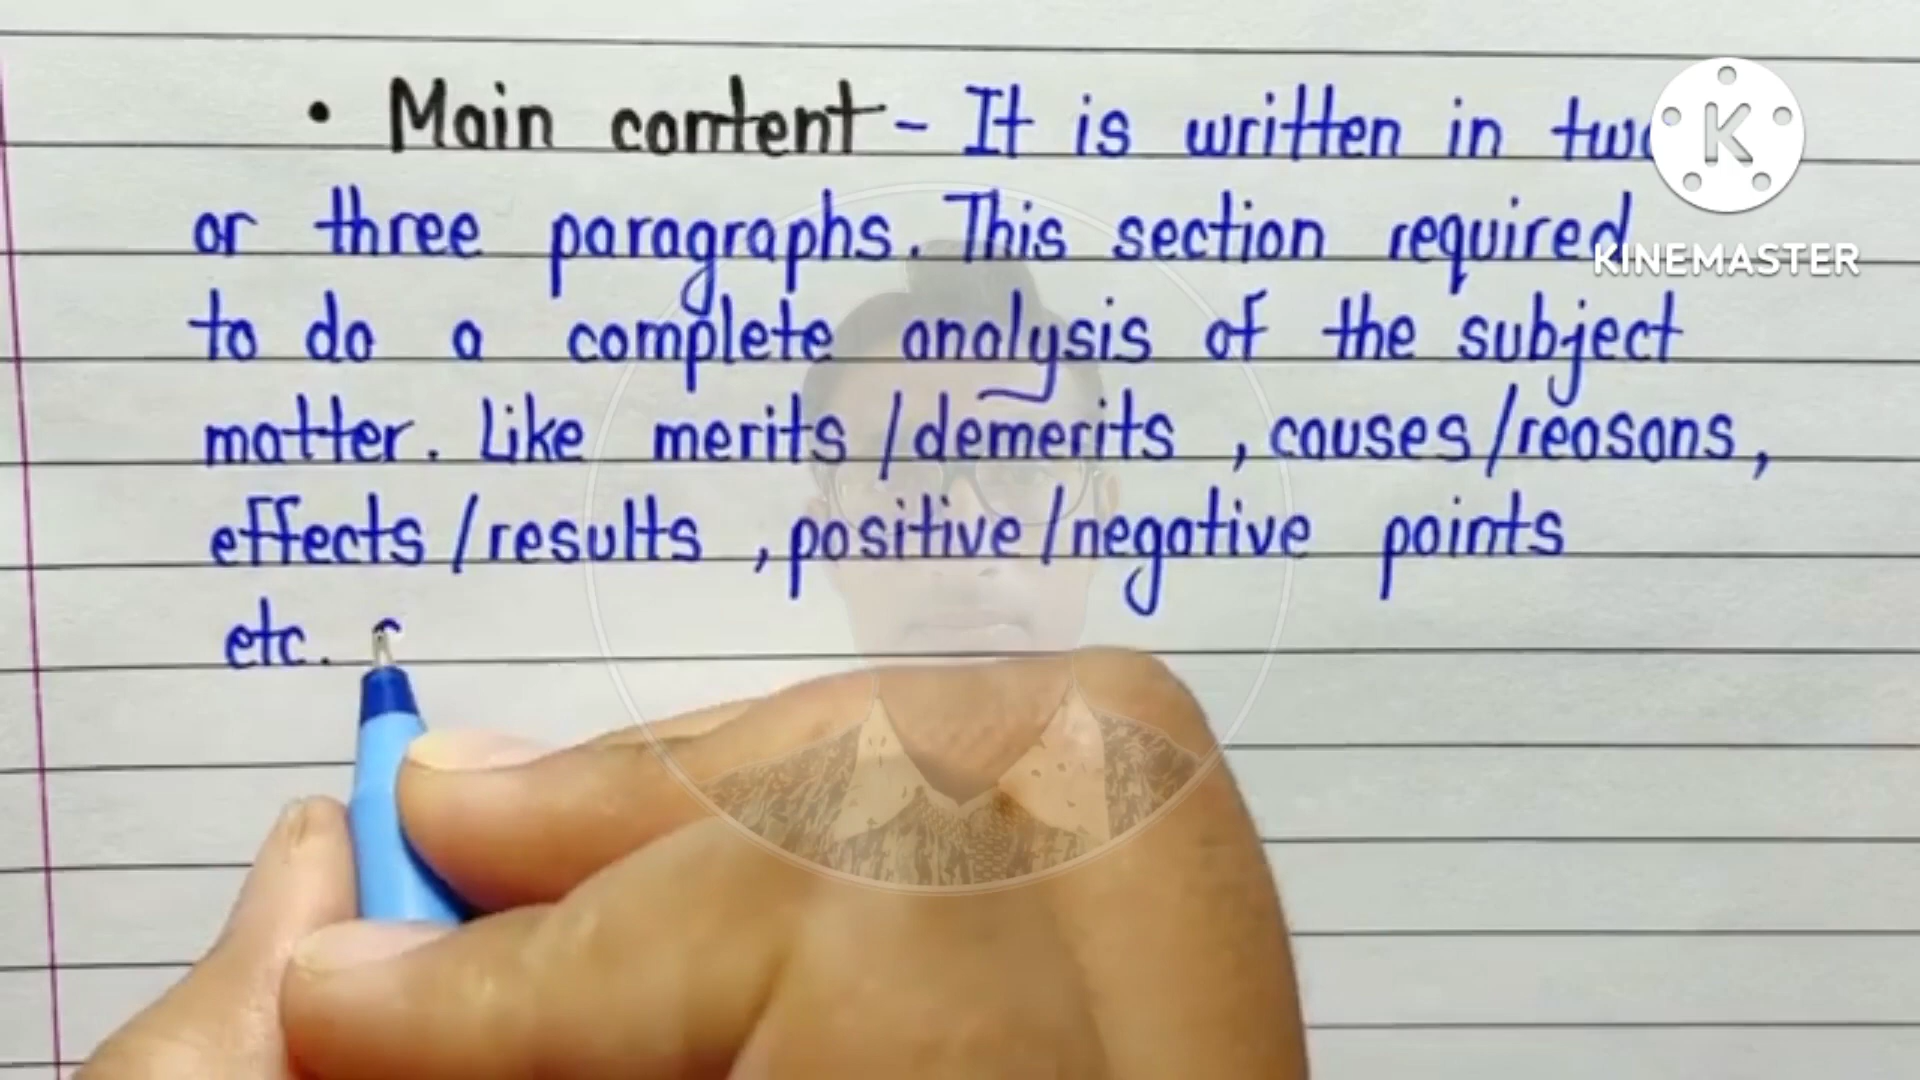 • Main content - It is written in two
or three paragraphs. This section required
to do a complete analysis of the subject
matter. Like merits / demerits , causes / reasons,
effects / results , positive / negative points
etc.
K
KINEMASTER